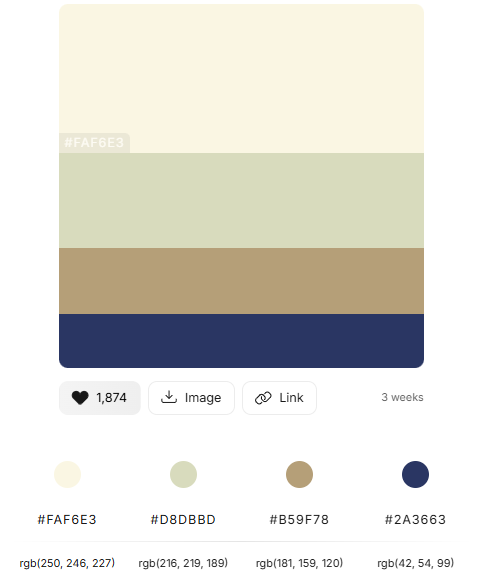 #FAF6E3
1,874 Image Link 3 weeks
#FAF6E3 #D8DBBD #B59F78 #2A3663
rgb(250, 246, 227) rgb(216, 219, 189) rgb(181, 159, 120) rgb(42, 54, 99)